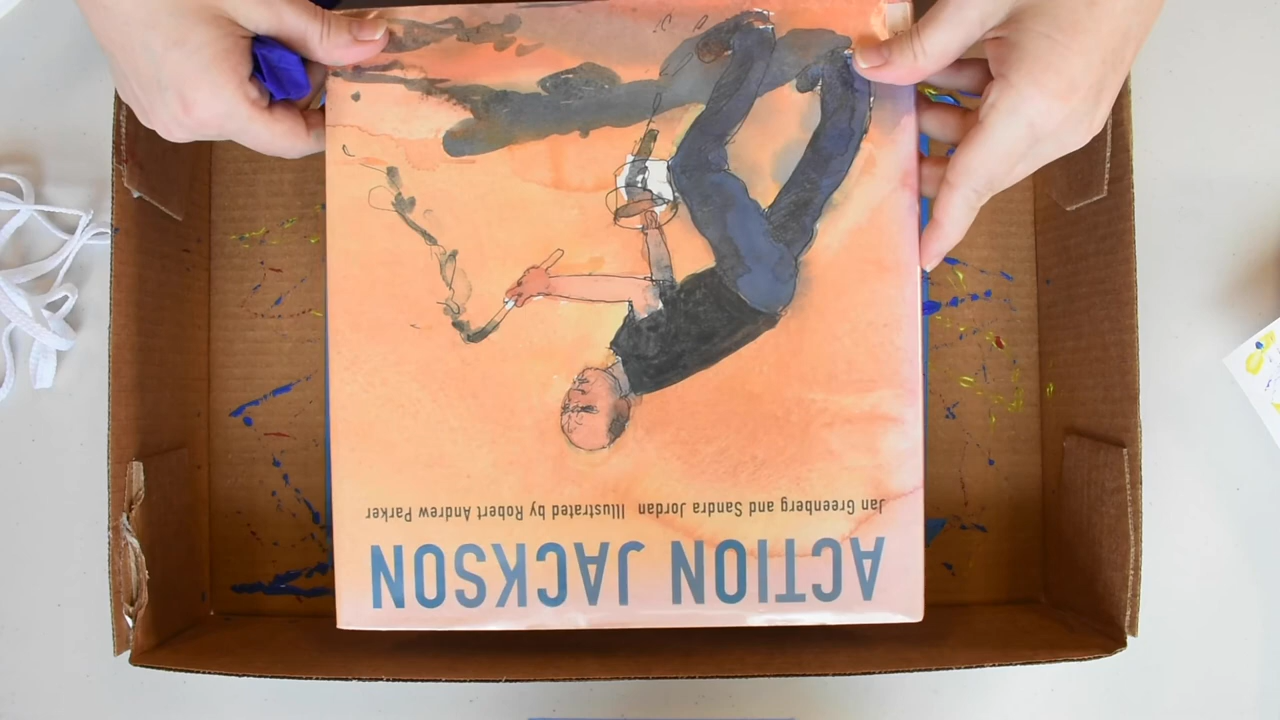 ACTION JACKSON
Jan Greenberg and Sandra Jordan Illustrated by Robert Andrew Parker